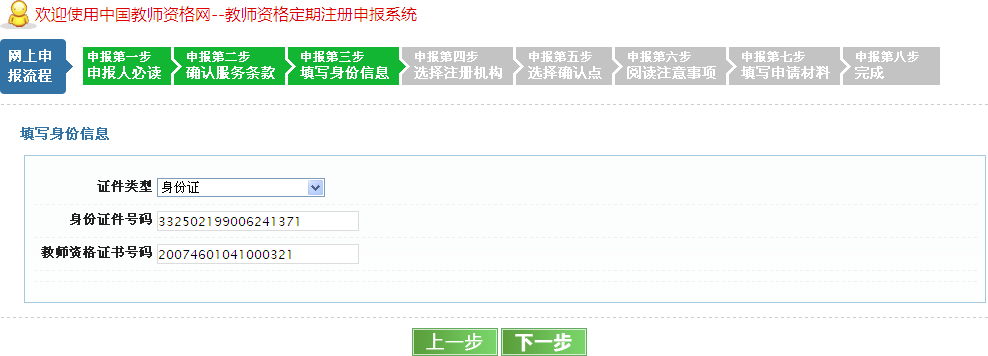 欢迎使用中国教师资格网--教师资格定期注册申报系统
网上申
报流程
申报第一步
申报人必读
申报第二步
确认服务条款
申报第三步
填写身份信息
申报第四步
选择注册机构
申报第五步
选择确认点
申报第六步
阅读注意事项
申报第七步
填写申请材料
申报第八步
完成
填写身份信息
证件类型 身份证
身份证件号码 332502199006241371
教师资格证书号码 20074601041000321
上一步 下一步